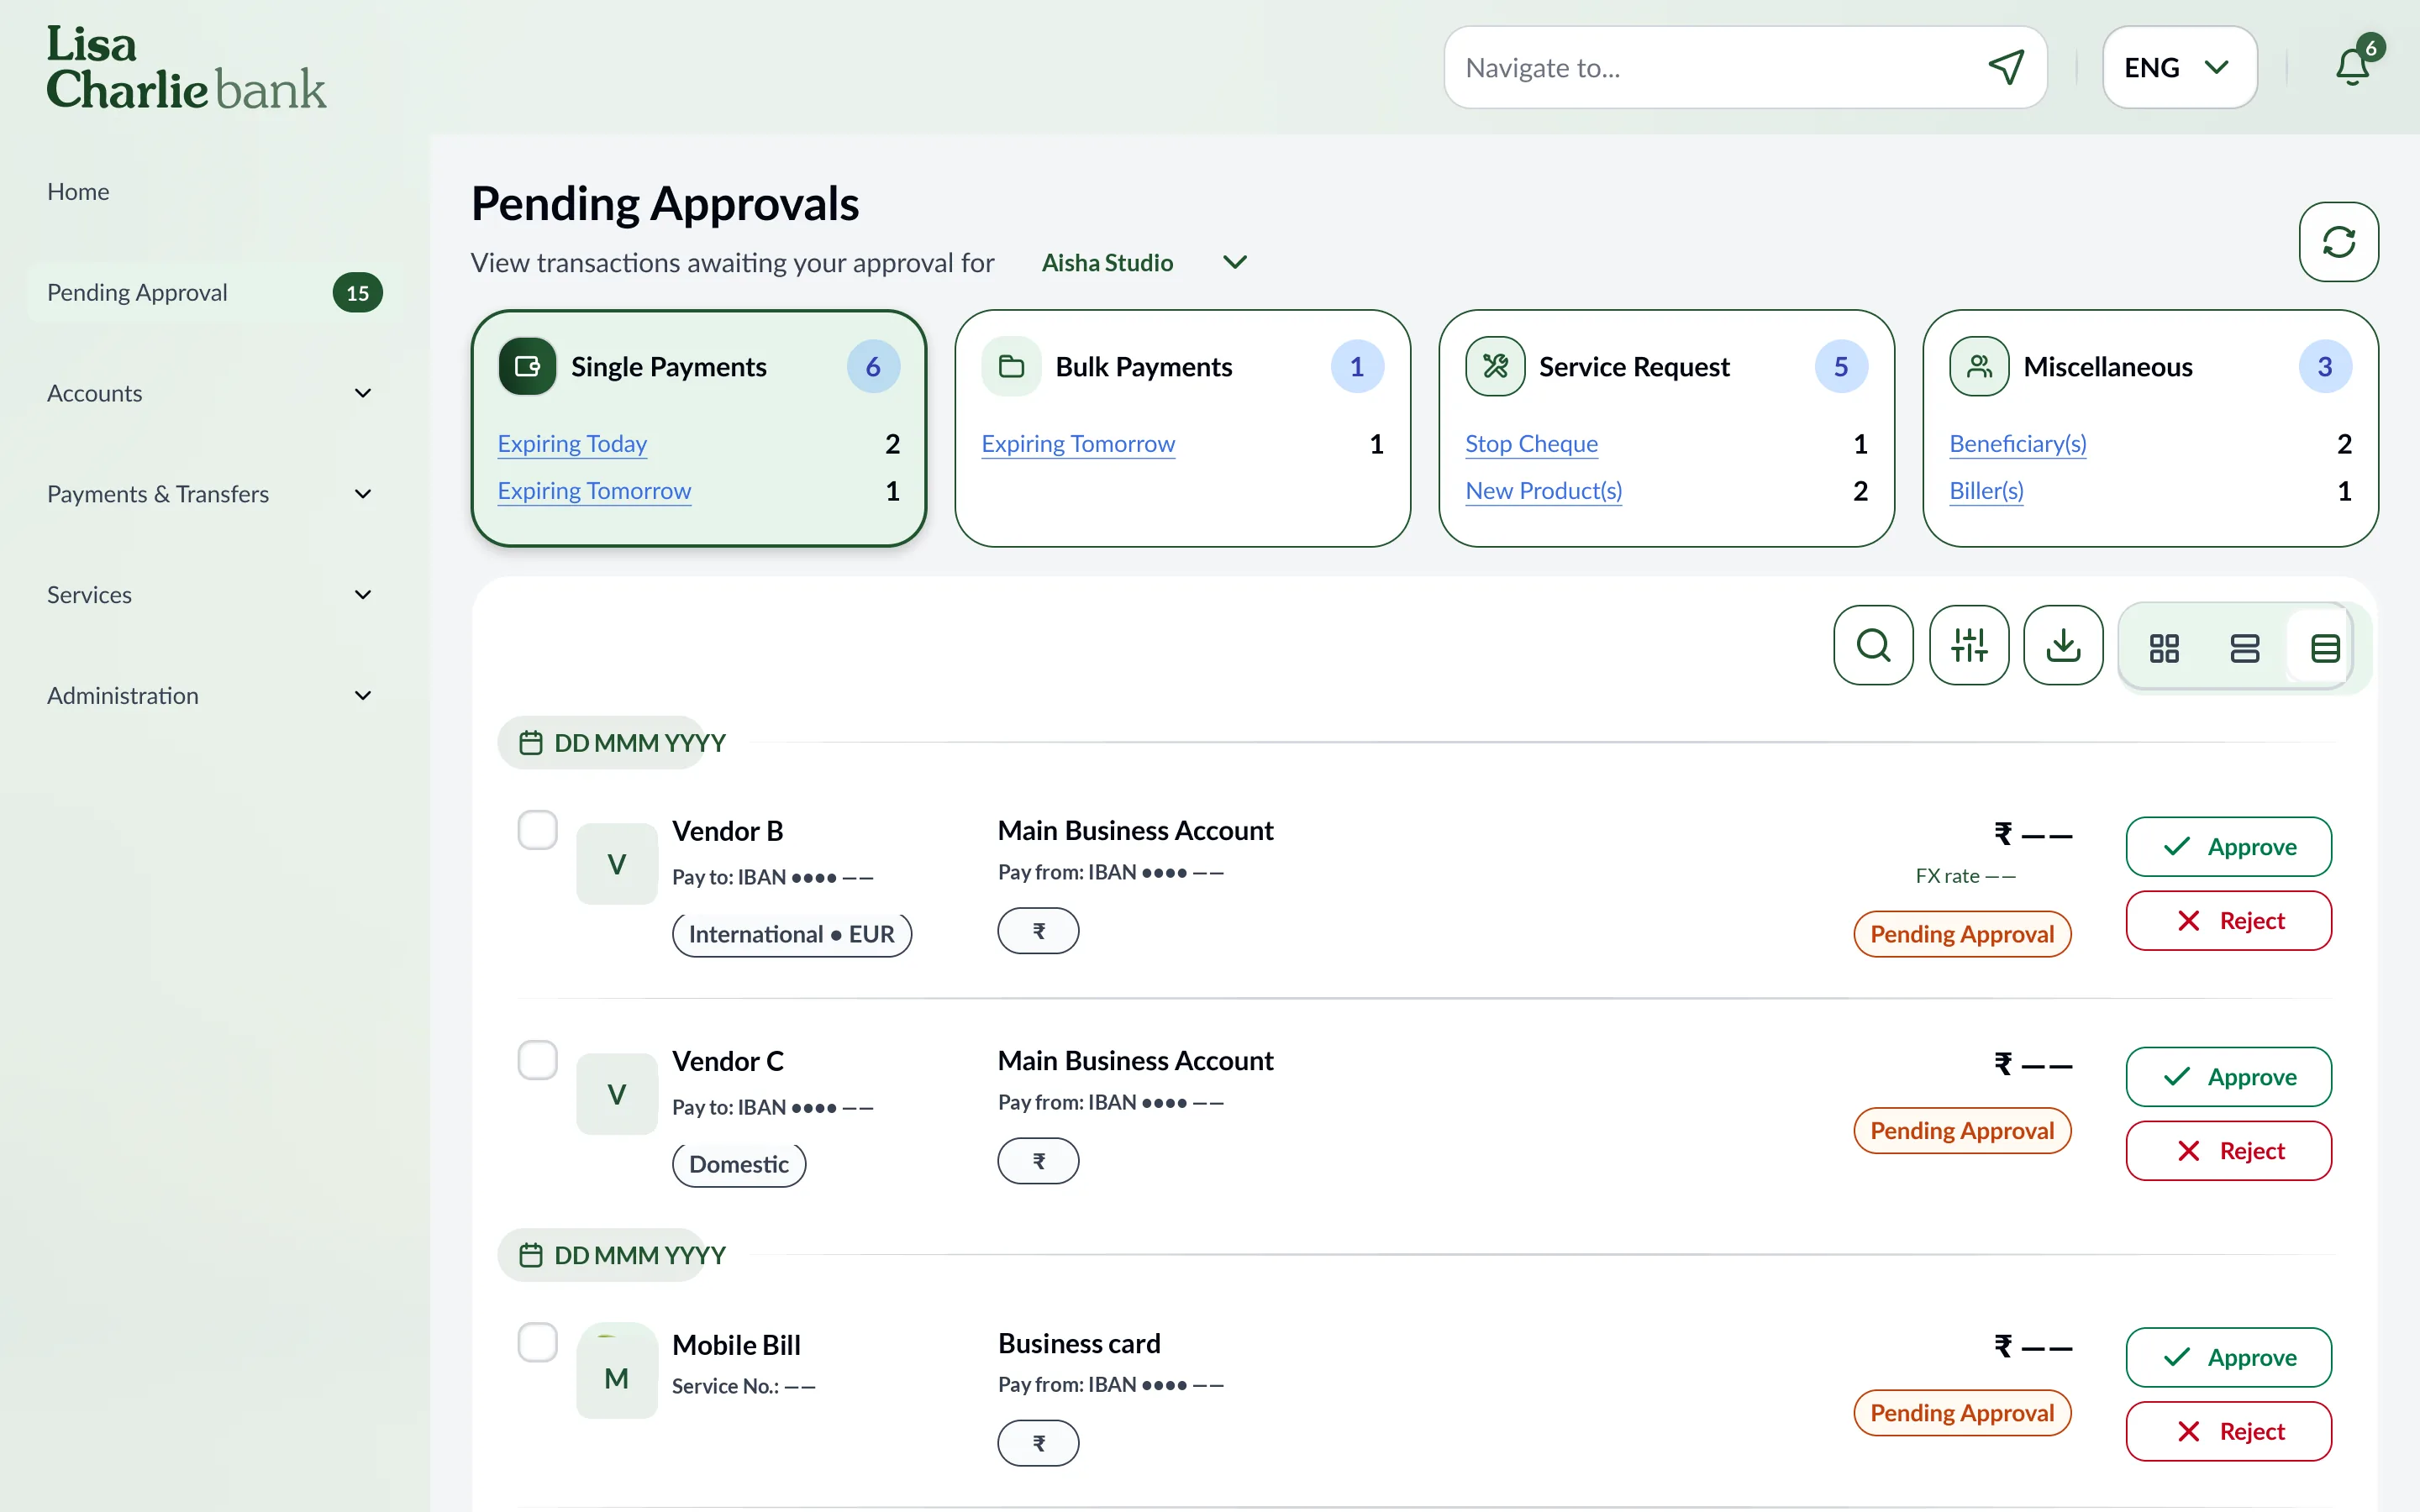 Lisa
Charlie bank
Navigate to...
ENG
6
Home
Pending Approval 15
Accounts
Payments & Transfers
Services
Administration
Pending Approvals
View transactions awaiting your approval for Aisha Studio
Single Payments 6
Expiring Today 2
Expiring Tomorrow 1
Bulk Payments 1
Expiring Tomorrow 1
Service Request 5
Stop Cheque 1
New Product(s) 2
Miscellaneous 3
Beneficiary(s) 2
Biller(s) 1
DD MMM YYYY
V
Vendor B
Pay to: IBAN •••• ——
International • EUR
Main Business Account
Pay from: IBAN •••• ——
₹
₹ ——
FX rate ——
Pending Approval
Approve
Reject
V
Vendor C
Pay to: IBAN •••• ——
Domestic
Main Business Account
Pay from: IBAN •••• ——
₹
₹ ——
Pending Approval
Approve
Reject
DD MMM YYYY
M
Mobile Bill
Service No.: ——
Business card
Pay from: IBAN •••• ——
₹
₹ ——
Pending Approval
Approve
Reject